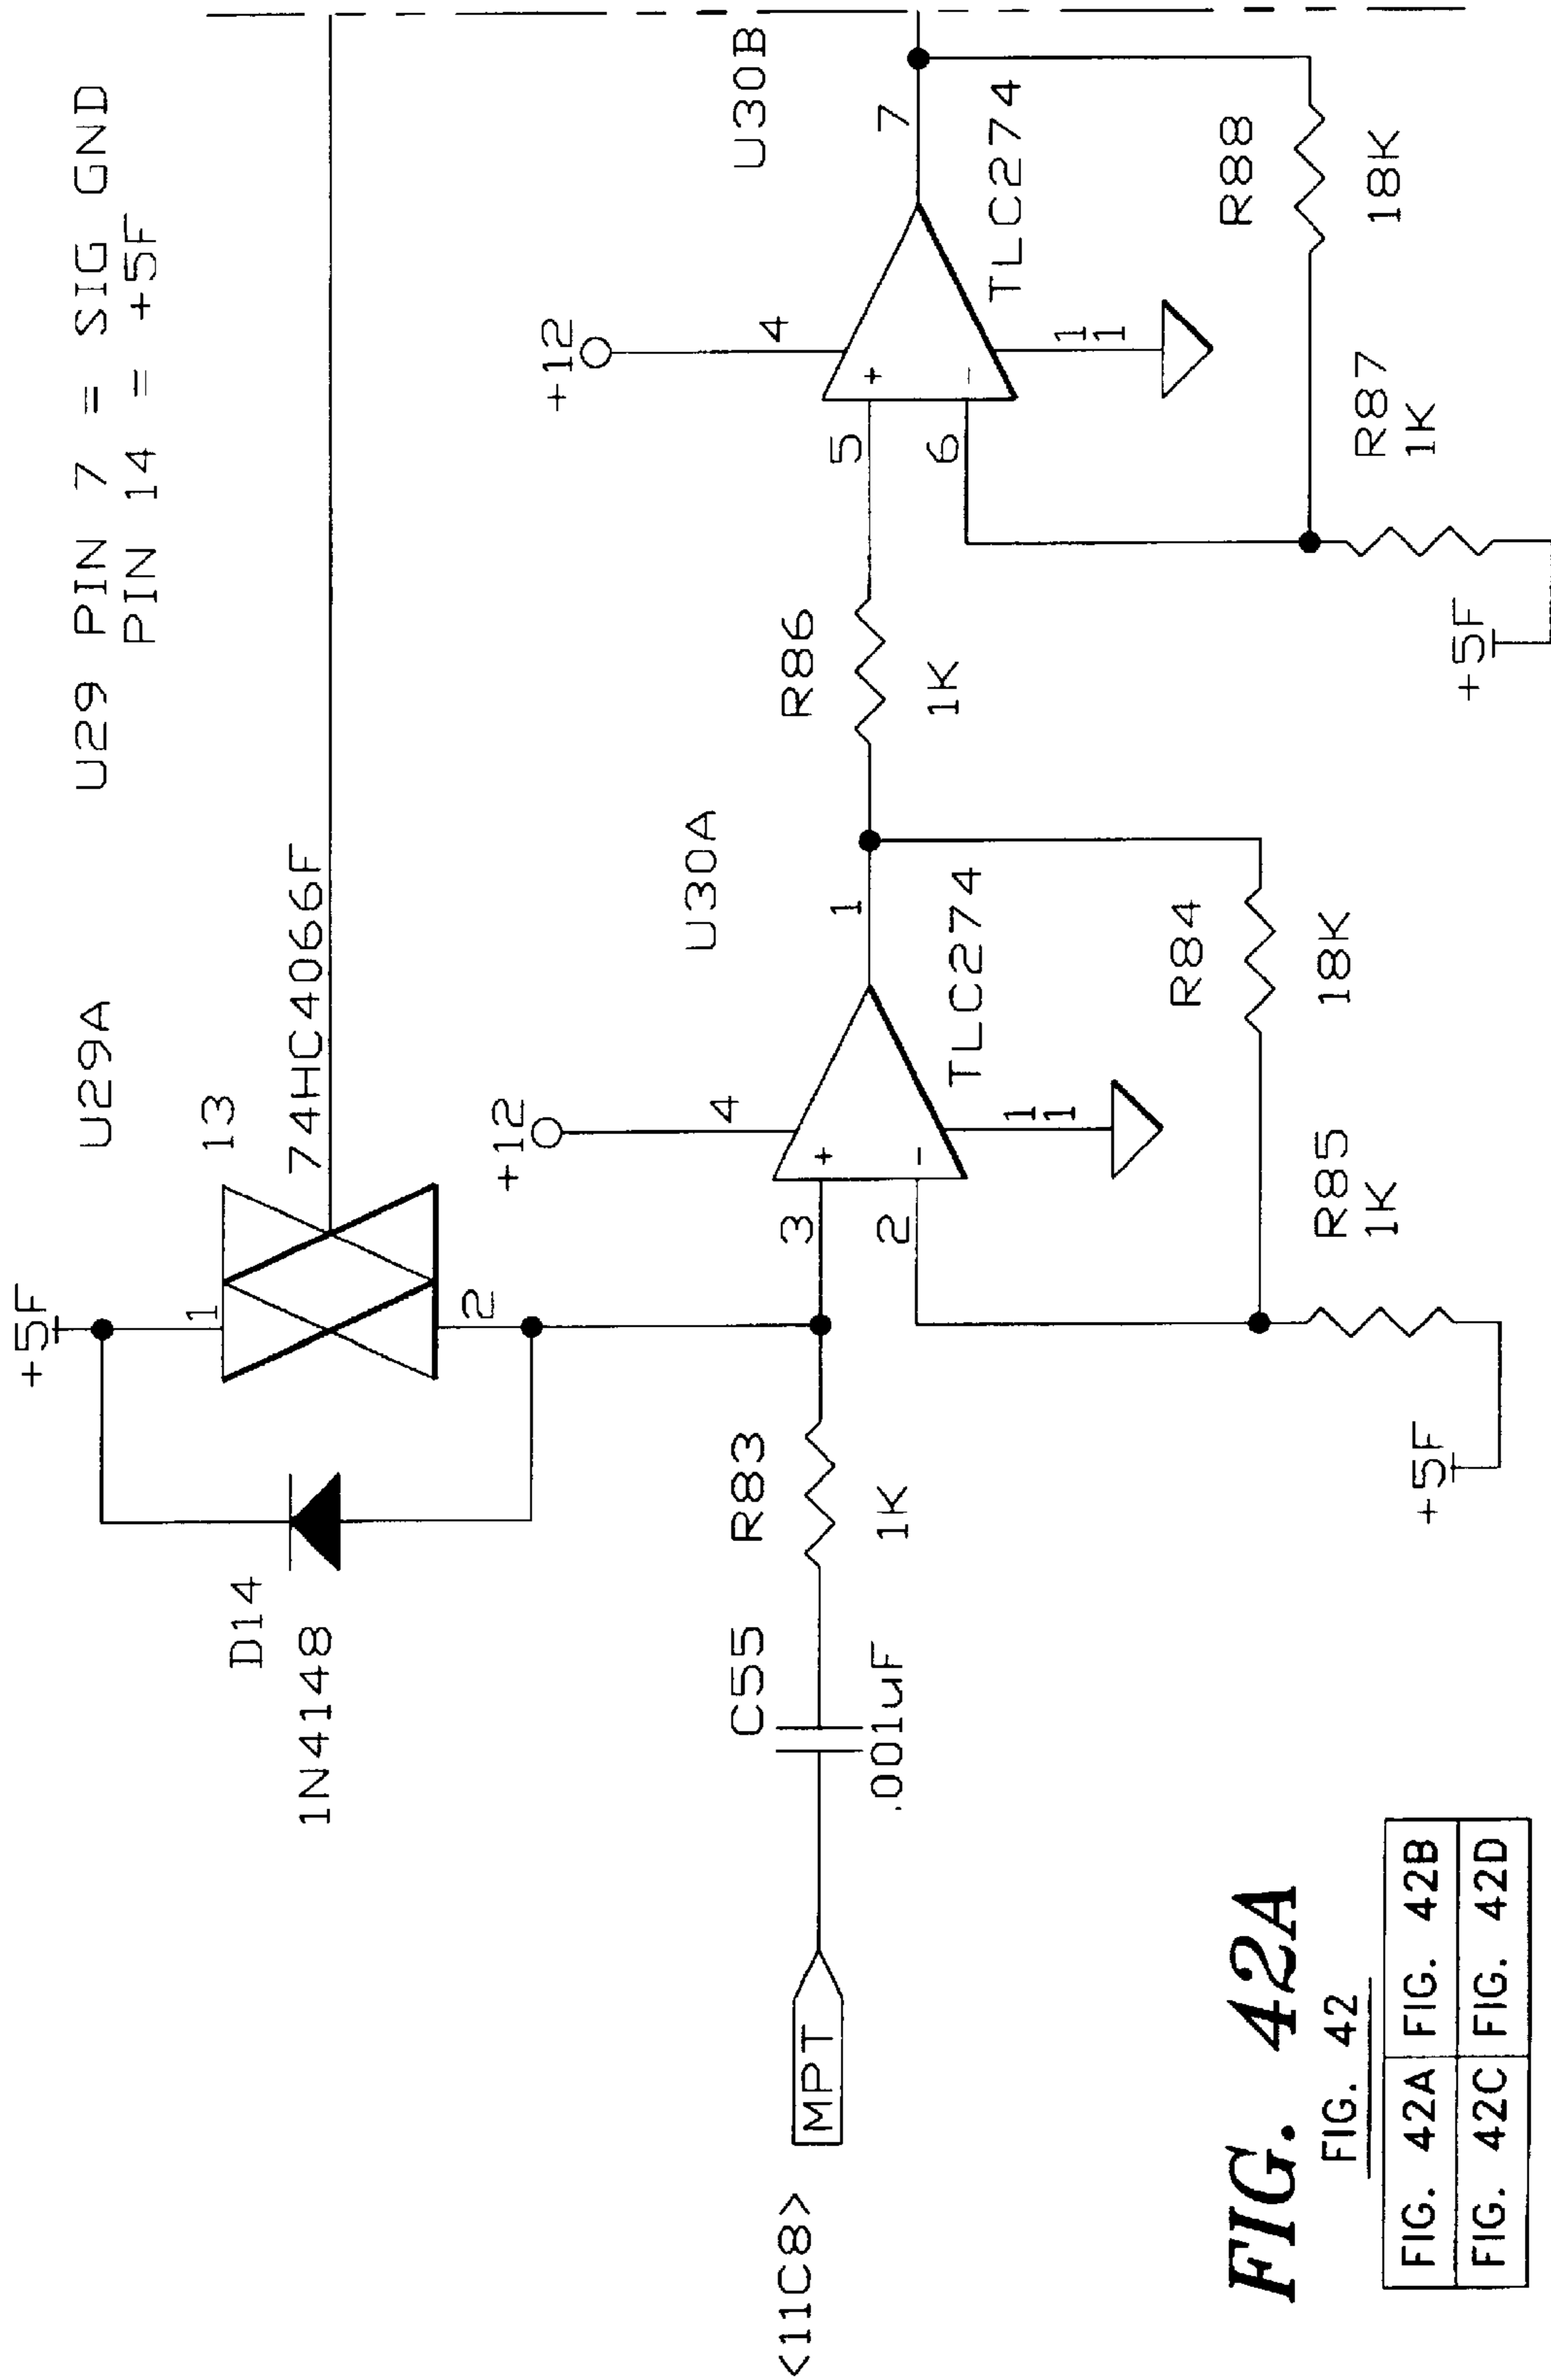 U29 PIN 7 = SIG GND
PIN 14 = +5F
+5F
U29A
1
13
74HC4066F
2
D14
1N4148
+12
4
U30A
3
+
2
-
1
TLC274
11
<11C8>
MPT
C55
.001uF
R83
1K
R84
18K
R85
1K
+5F
R86
1K
+12
4
U30B
5
+
6
-
7
TLC274
11
R88
18K
R87
1K
+5F
FIG. 42A
FIG. 42
FIG. 42A FIG. 42B
FIG. 42C FIG. 42D